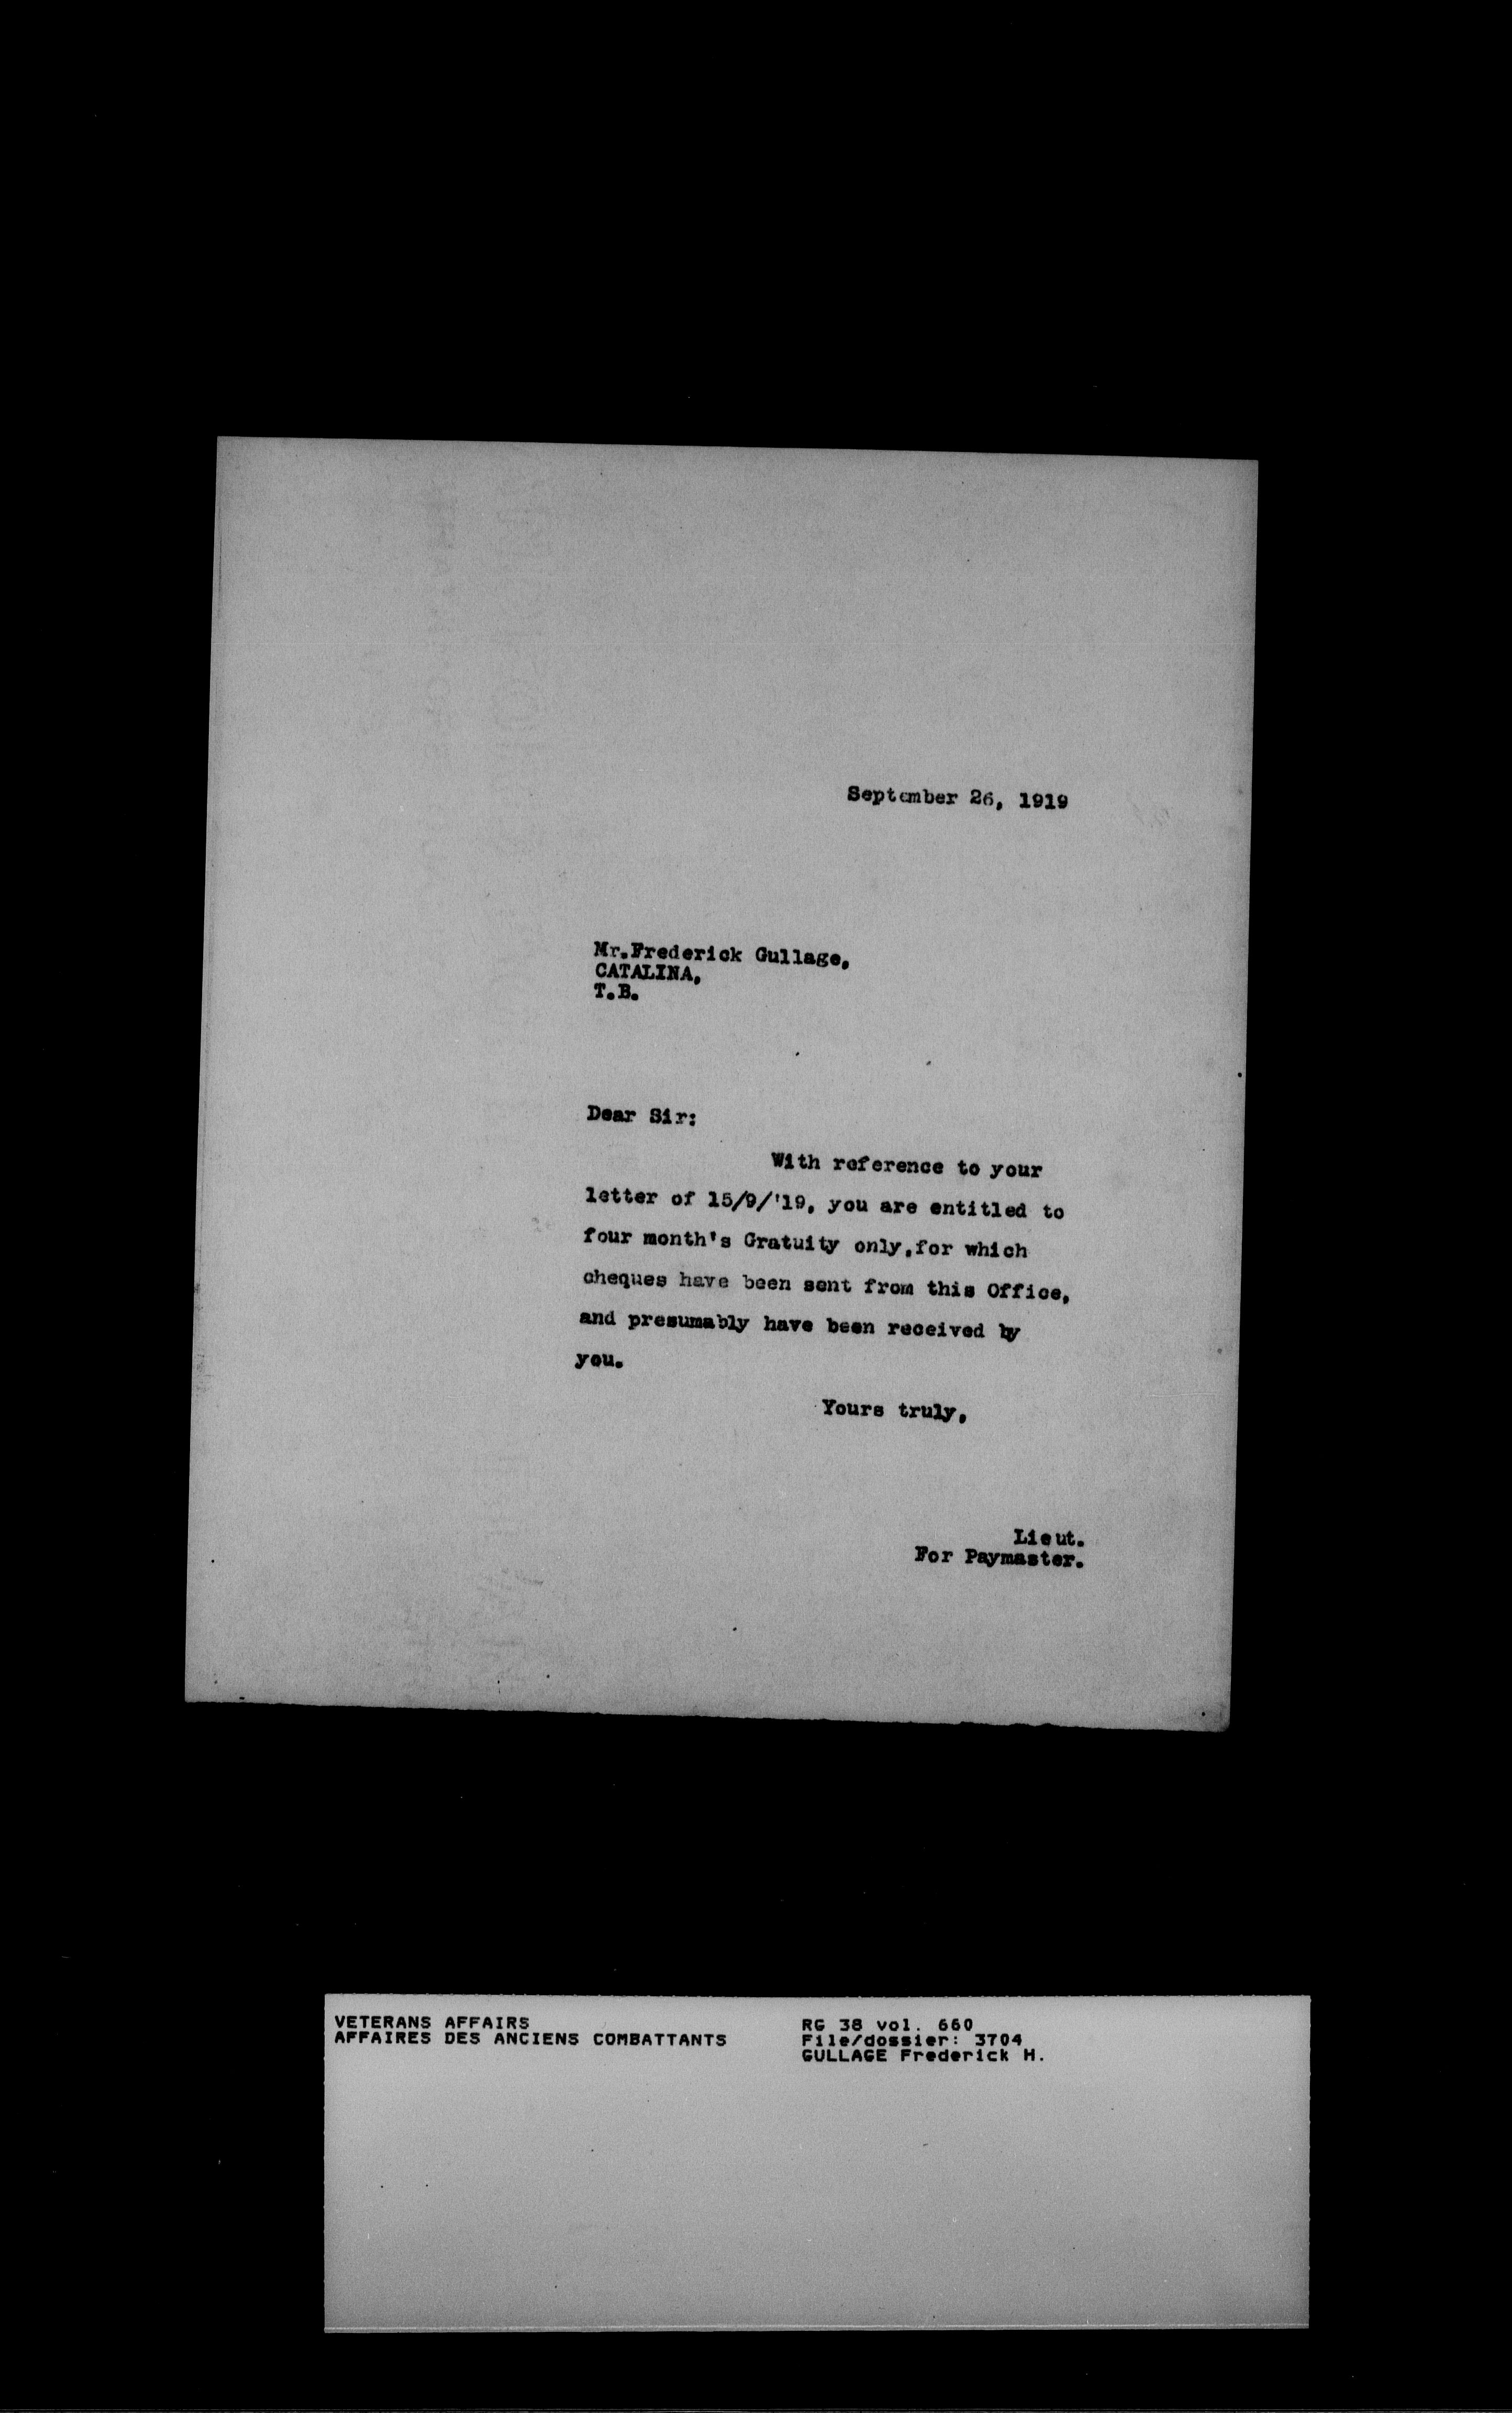 September 26, 1919
Mr.Frederick Gullage,
CATALINA,
T.B.
Dear Sir:
With reference to your
letter of 15/9/'19, you are entitled to
four month's Gratuity only,for which
cheques have been sent from this Office,
and presumably have been received by
you.
Yours truly,
Lieut.
For Paymaster.
VETERANS AFFAIRS
AFFAIRES DES ANCIENS COMBATTANTS
RG 38 vol. 660
File/dossier: 3704
GULLAGE Frederick H.